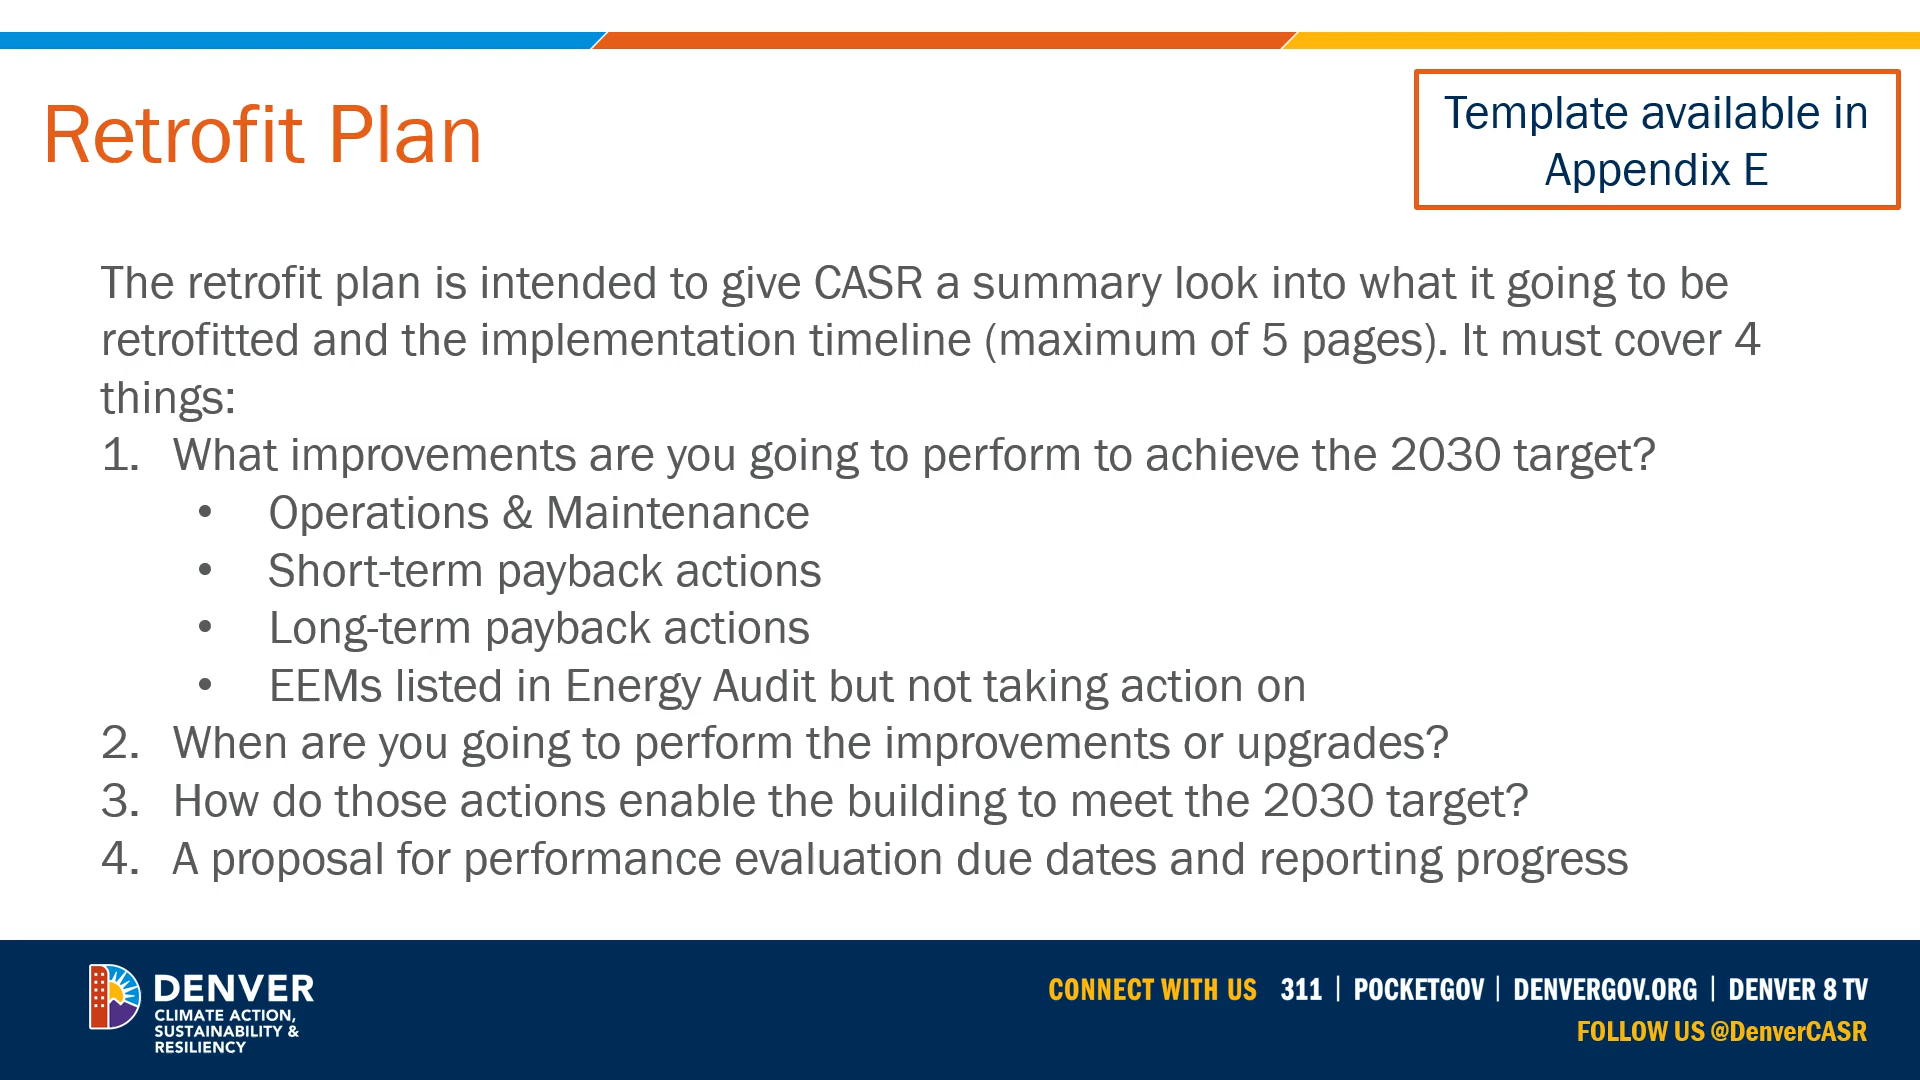 Retrofit Plan
Template available in
Appendix E
The retrofit plan is intended to give CASR a summary look into what it going to be
retrofitted and the implementation timeline (maximum of 5 pages). It must cover 4
things:
1. What improvements are you going to perform to achieve the 2030 target?
• Operations & Maintenance
• Short-term payback actions
• Long-term payback actions
• EEMs listed in Energy Audit but not taking action on
2. When are you going to perform the improvements or upgrades?
3. How do those actions enable the building to meet the 2030 target?
4. A proposal for performance evaluation due dates and reporting progress
DENVER
CLIMATE ACTION,
SUSTAINABILITY &
RESILIENCY
CONNECT WITH US 311 | POCKETGOV | DENVERGOV.ORG | DENVER 8 TV
FOLLOW US @DenverCASR